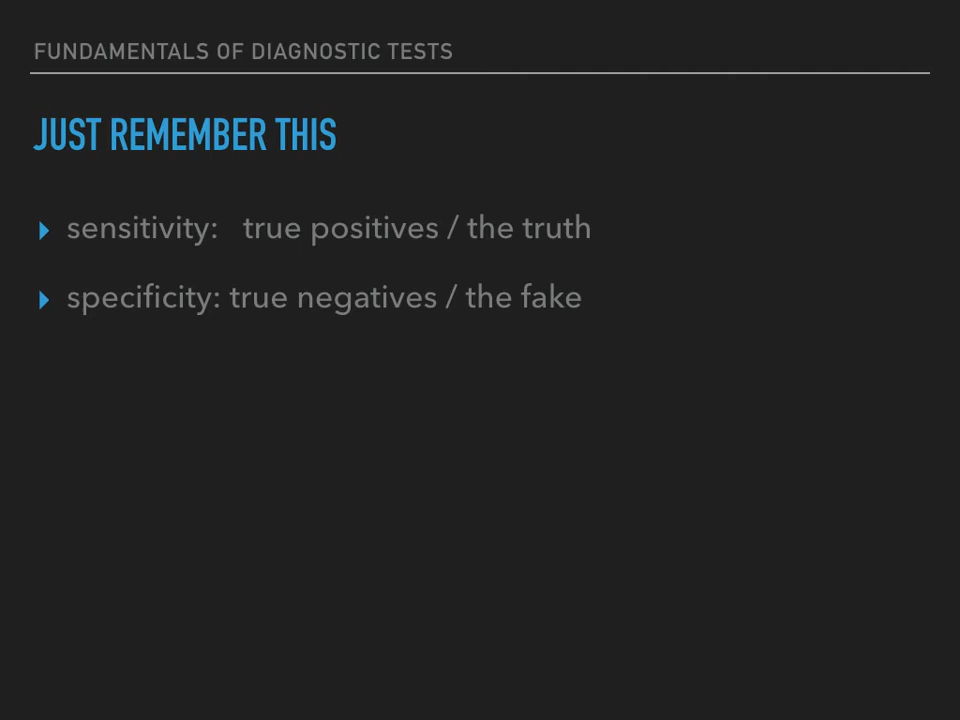 FUNDAMENTALS OF DIAGNOSTIC TESTS
JUST REMEMBER THIS
▸ sensitivity: true positives / the truth
▸ specificity: true negatives / the fake